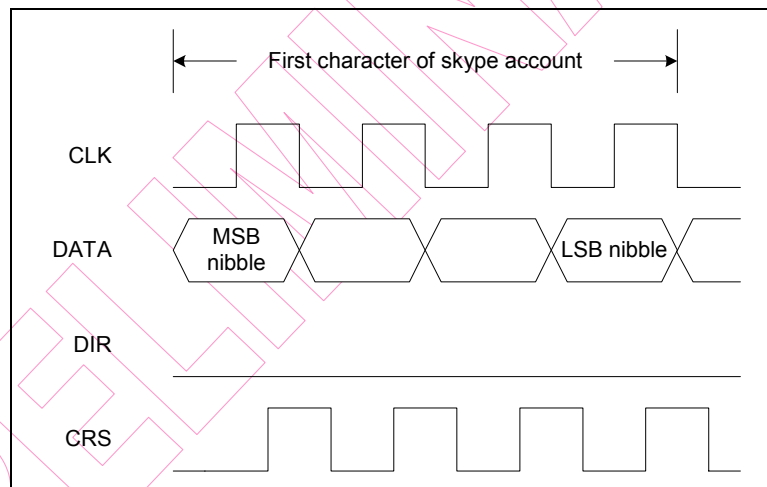 First character of skype account
CLK
DATA
MSB
nibble
LSB nibble
DIR
CRS